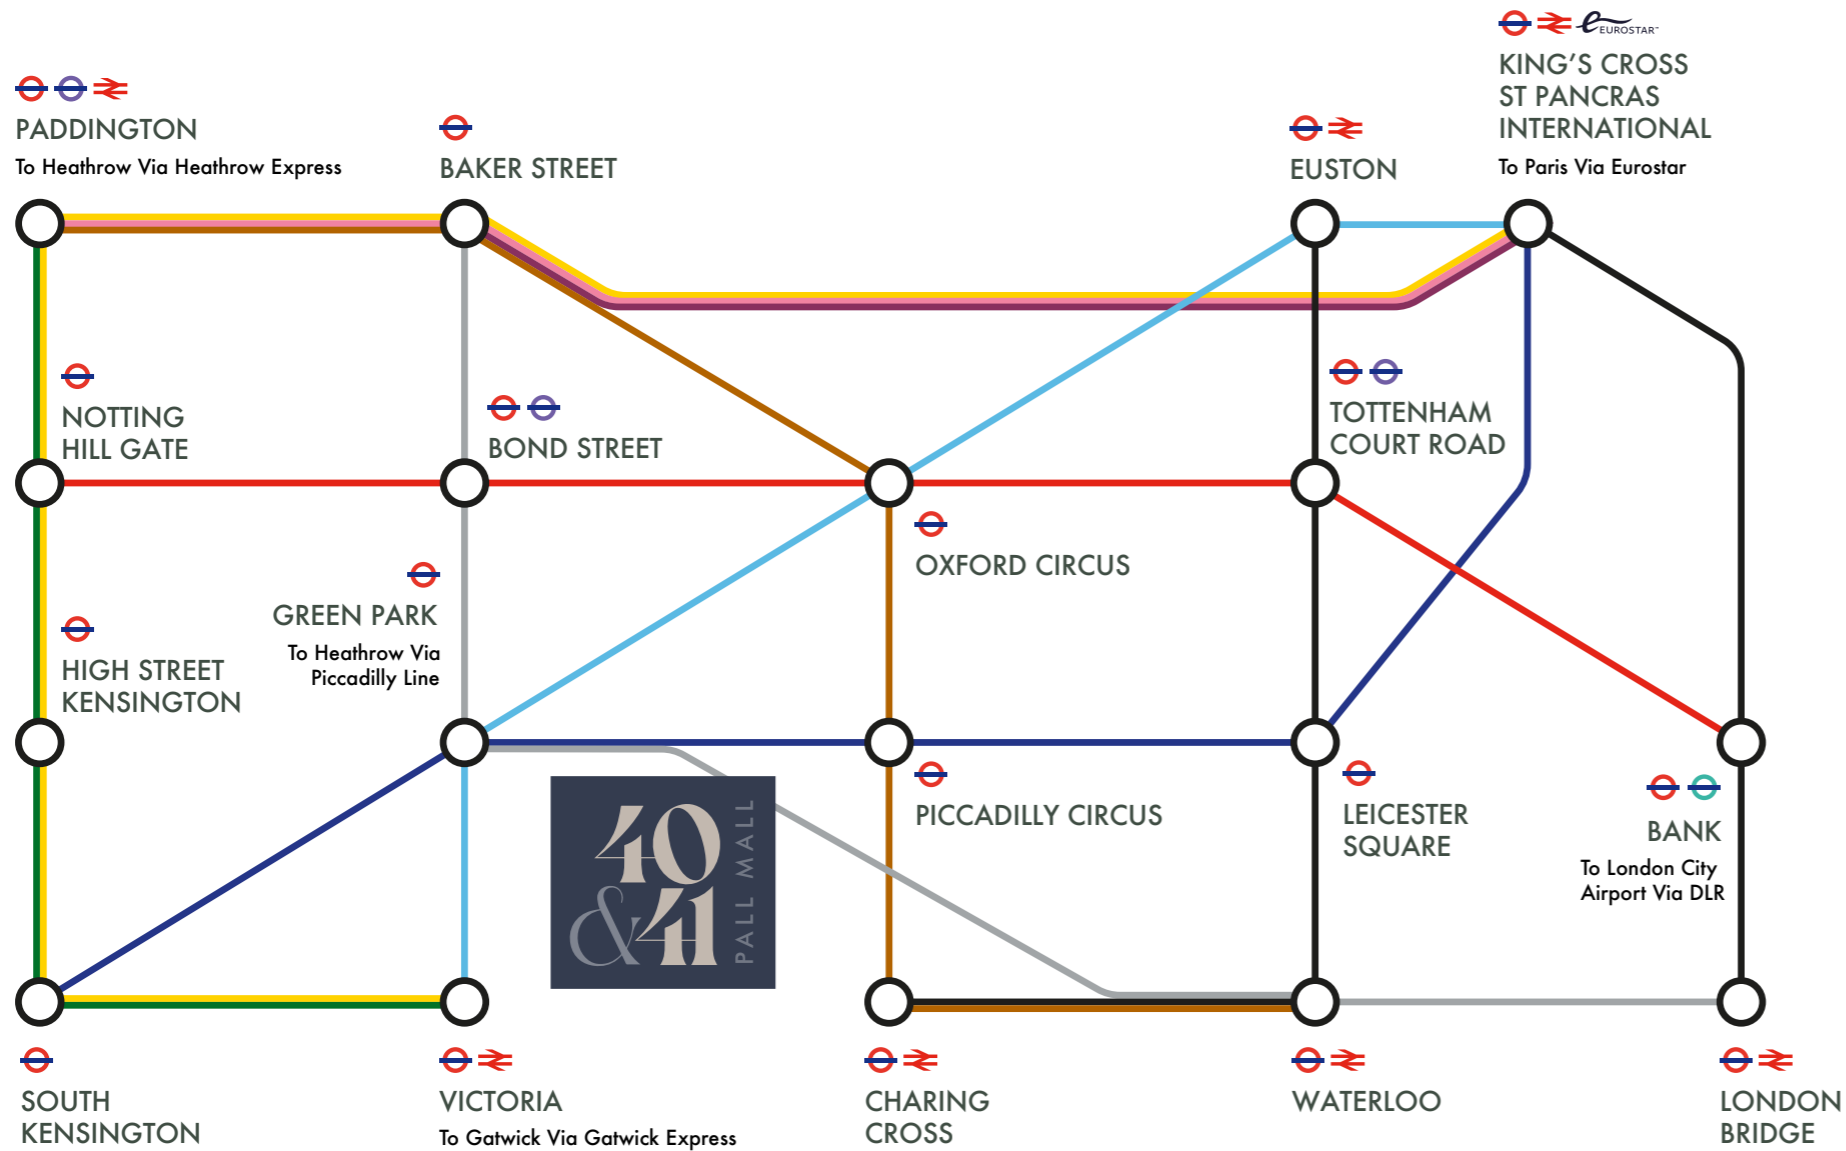 EUROSTAR™
KING'S CROSS
ST PANCRAS
INTERNATIONAL
To Paris Via Eurostar
PADDINGTON
To Heathrow Via Heathrow Express
BAKER STREET
EUSTON
NOTTING
HILL GATE
BOND STREET
TOTTENHAM
COURT ROAD
OXFORD CIRCUS
GREEN PARK
To Heathrow Via
Piccadilly Line
HIGH STREET
KENSINGTON
PICCADILLY CIRCUS
LEICESTER
SQUARE
BANK
To London City
Airport Via DLR
40
&41
PALL MALL
SOUTH
KENSINGTON
VICTORIA
To Gatwick Via Gatwick Express
CHARING
CROSS
WATERLOO
LONDON
BRIDGE